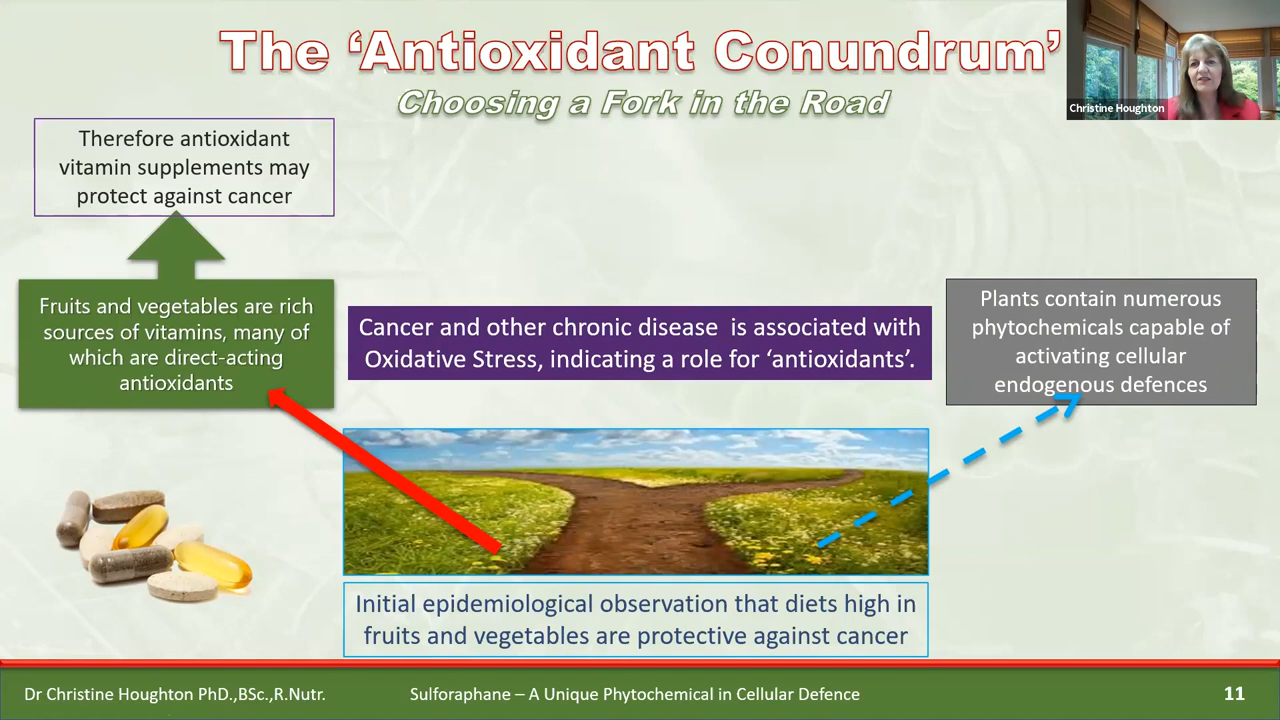 The ‘Antioxidant Conundrum’
Choosing a Fork in the Road
Christine Houghton
Therefore antioxidant
vitamin supplements may
protect against cancer
Fruits and vegetables are rich
sources of vitamins, many of
which are direct-acting
antioxidants
Cancer and other chronic disease is associated with
Oxidative Stress, indicating a role for ‘antioxidants’.
Plants contain numerous
phytochemicals capable of
activating cellular
endogenous defences
Initial epidemiological observation that diets high in
fruits and vegetables are protective against cancer
Dr Christine Houghton PhD.,BSc.,R.Nutr.
Sulforaphane – A Unique Phytochemical in Cellular Defence
11